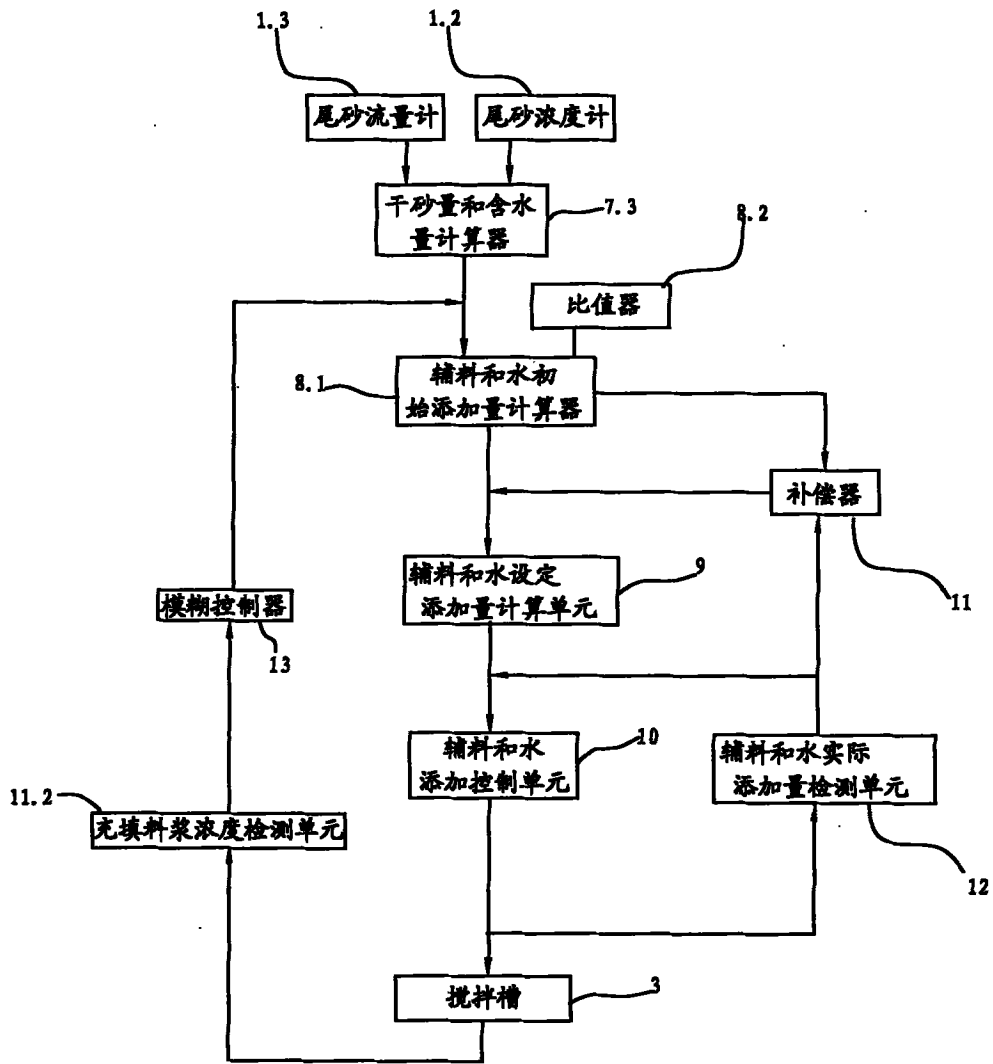 1.3
1.2
尾砂流量计
尾砂浓度计
干砂量和含水
量计算器
7.3
8.2
比值器
8.1
辅料和水初
始添加量计算器
补偿器
11
辅料和水设定
添加量计算单元
9
模糊控制器
13
辅料和水
添加控制单元
10
辅料和水实际
添加量检测单元
12
11.2
充填料浆浓度检测单元
搅拌槽
3